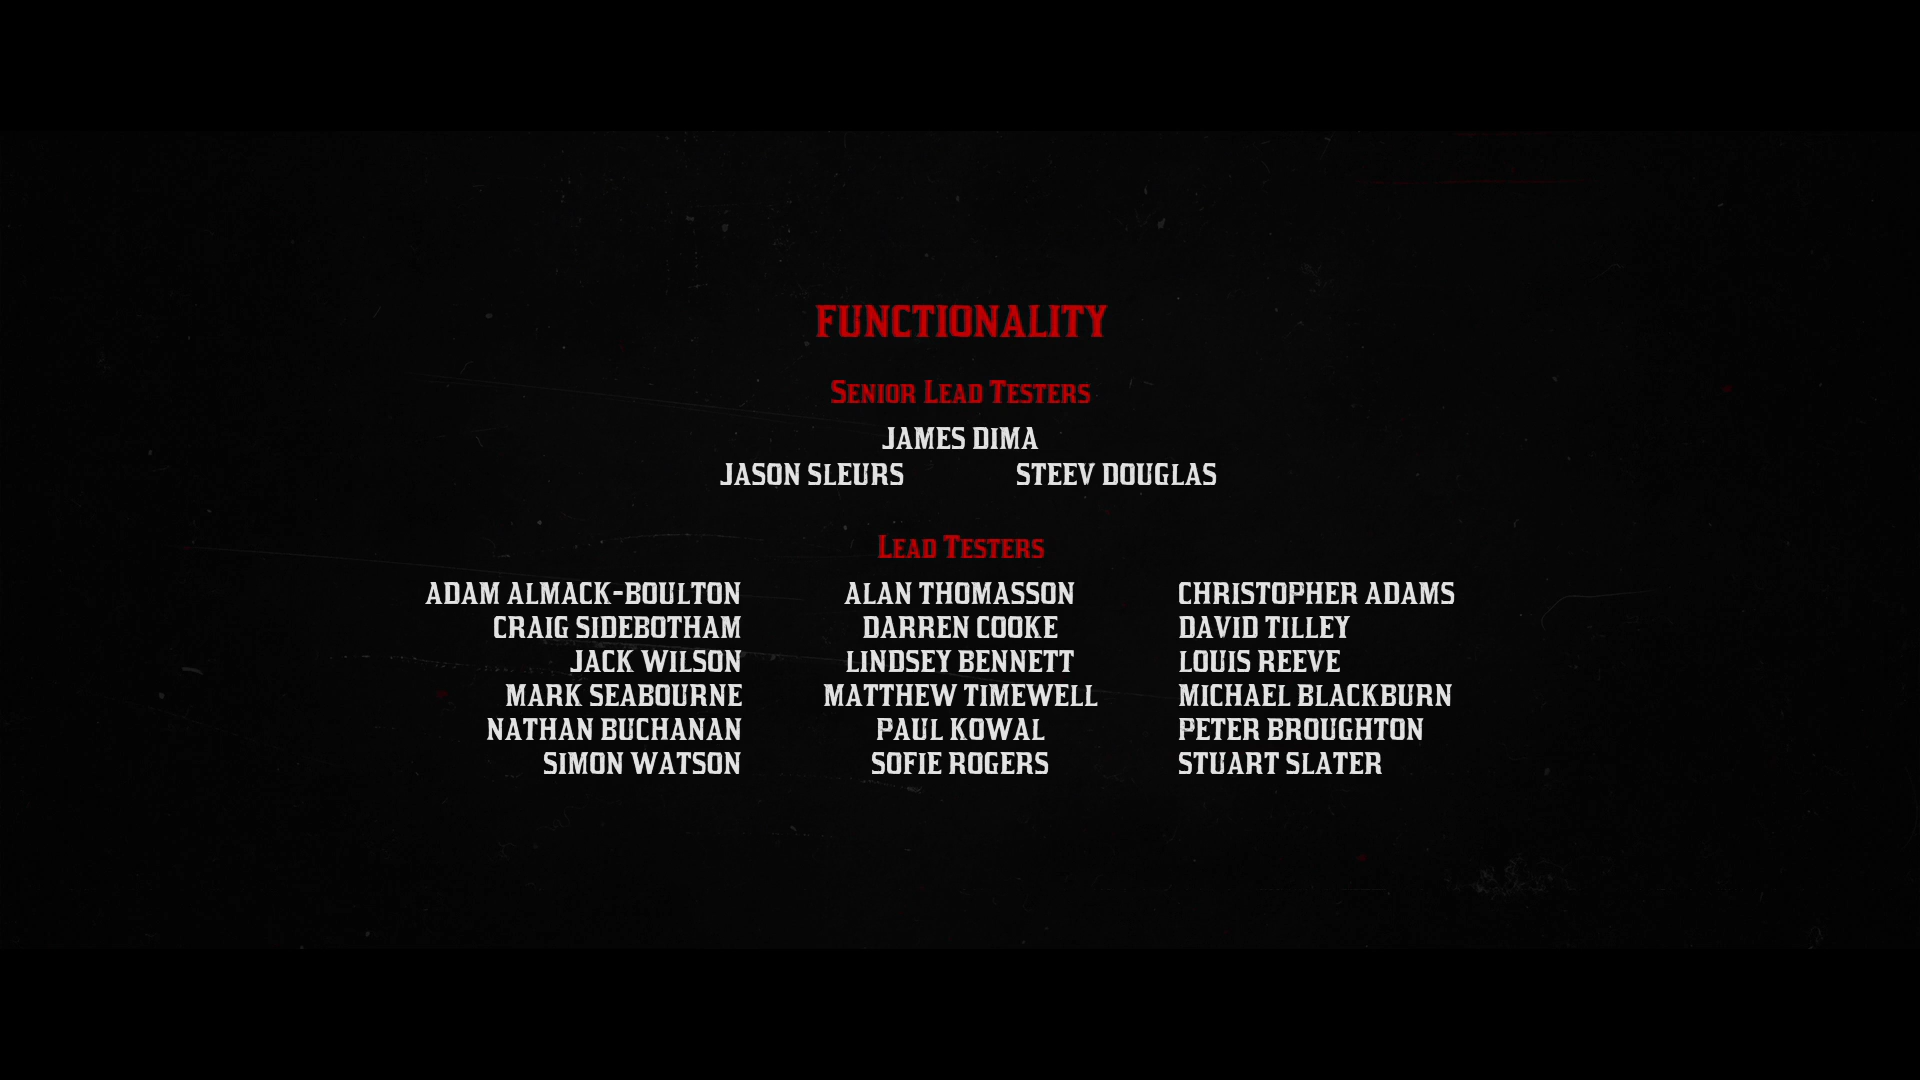 FUNCTIONALITY
SENIOR LEAD TESTERS
JAMES DIMA
JASON SLEURS STEEV DOUGLAS
LEAD TESTERS
ADAM ALMACK-BOULTON ALAN THOMASSON CHRISTOPHER ADAMS
CRAIG SIDEBOTHAM DARREN COOKE DAVID TILLEY
JACK WILSON LINDSEY BENNETT LOUIS REEVE
MARK SEABOURNE MATTHEW TIMEWELL MICHAEL BLACKBURN
NATHAN BUCHANAN PAUL KOWAL PETER BROUGHTON
SIMON WATSON SOFIE ROGERS STUART SLATER